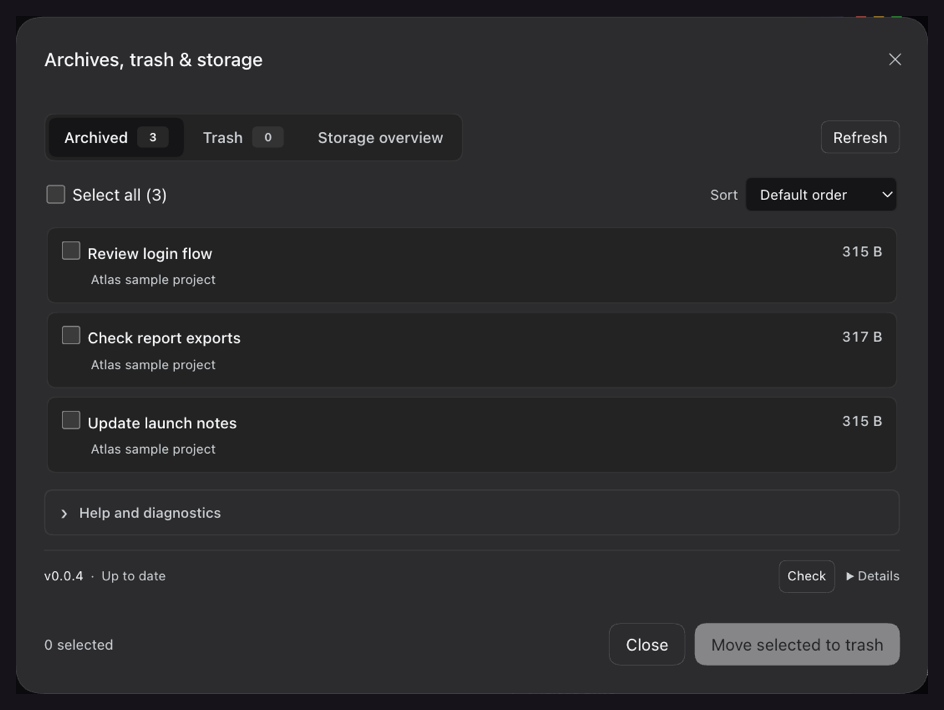 Archives, trash & storage
Archived 3 Trash 0 Storage overview Refresh
Select all (3) Sort Default order
Review login flow 315 B
Atlas sample project
Check report exports 317 B
Atlas sample project
Update launch notes 315 B
Atlas sample project
Help and diagnostics
v0.0.4 · Up to date Check Details
0 selected Close Move selected to trash